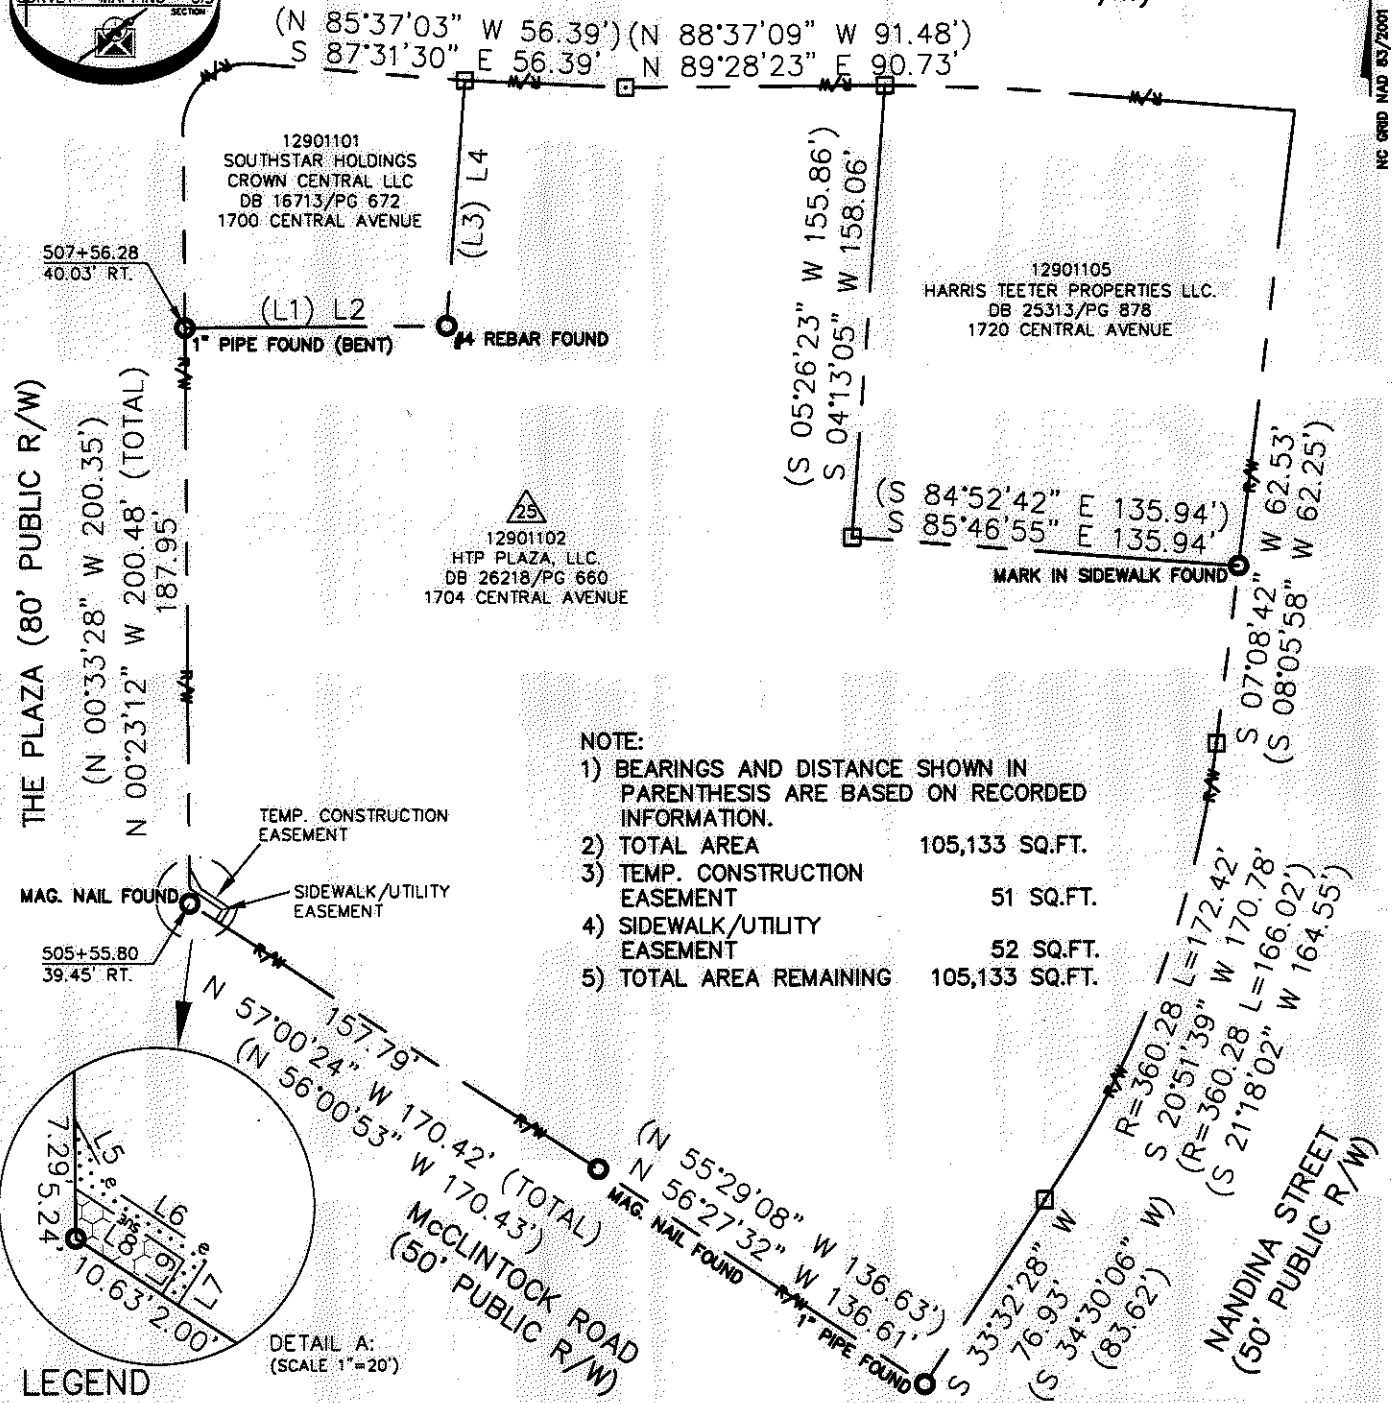 SECTION
(N 85°37'03" W 56.39')
(N 88°37'09" W 91.48')
S 87°31'30" E 56.39'
N 89°28'23" E 90.73'
NC GRID NAD 83/2001
R/W
R/W
R/W
R/W
12901101
SOUTHSTAR HOLDINGS
CROWN CENTRAL LLC
DB 16713/PG 672
1700 CENTRAL AVENUE
(L3) L4
(S 05°26'23" W 155.86')
S 04°13'05" W 158.06'
12901105
HARRIS TEETER PROPERTIES LLC.
DB 25313/PG 878
1720 CENTRAL AVENUE
507+56.28
40.03' RT.
(L1) L2
1" PIPE FOUND (BENT)
#4 REBAR FOUND
R/W
THE PLAZA (80' PUBLIC R/W)
(N 00°33'28" W 200.35')
N 00°23'12" W 200.48' (TOTAL)
187.95'
R/W
25
12901102
HTP PLAZA, LLC.
DB 26218/PG 660
1704 CENTRAL AVENUE
(S 84°52'42" E 135.94')
S 85°46'55" E 135.94'
MARK IN SIDEWALK FOUND
R/W
S 07°08'42" W 62.53'
(S 08°05'58" W 62.25')
NOTE:
1) BEARINGS AND DISTANCE SHOWN IN
PARENTHESIS ARE BASED ON RECORDED
INFORMATION.
2) TOTAL AREA 105,133 SQ.FT.
3) TEMP. CONSTRUCTION
EASEMENT 51 SQ.FT.
4) SIDEWALK/UTILITY
EASEMENT 52 SQ.FT.
5) TOTAL AREA REMAINING 105,133 SQ.FT.
R/W
TEMP. CONSTRUCTION
EASEMENT
MAG. NAIL FOUND
SIDEWALK/UTILITY
EASEMENT
505+55.80
39.45' RT.
R/W
157.79'
N 57°00'24" W 170.42' (TOTAL)
(N 56°00'53" W 170.43')
R/W
McCLINTOCK ROAD
(50' PUBLIC R/W)
(N 55°29'08" W 136.63')
N 56°27'32" W 136.61'
MAG. NAIL FOUND
R/W
1" PIPE FOUND
R=360.28 L=172.42'
S 20°51'39" W 170.78'
(R=360.28 L=166.02')
(S 21°18'02" W 164.55')
R/W
S 33°32'28" W
76.93'
(S 34°30'06" W)
(83.62')
NANDINA STREET
(50' PUBLIC R/W)
7.29'
5.24'
L5
e
L6
SUE
L8
L9
e
L7
10.63'
2.00'
DETAIL A:
(SCALE 1"=20')
LEGEND